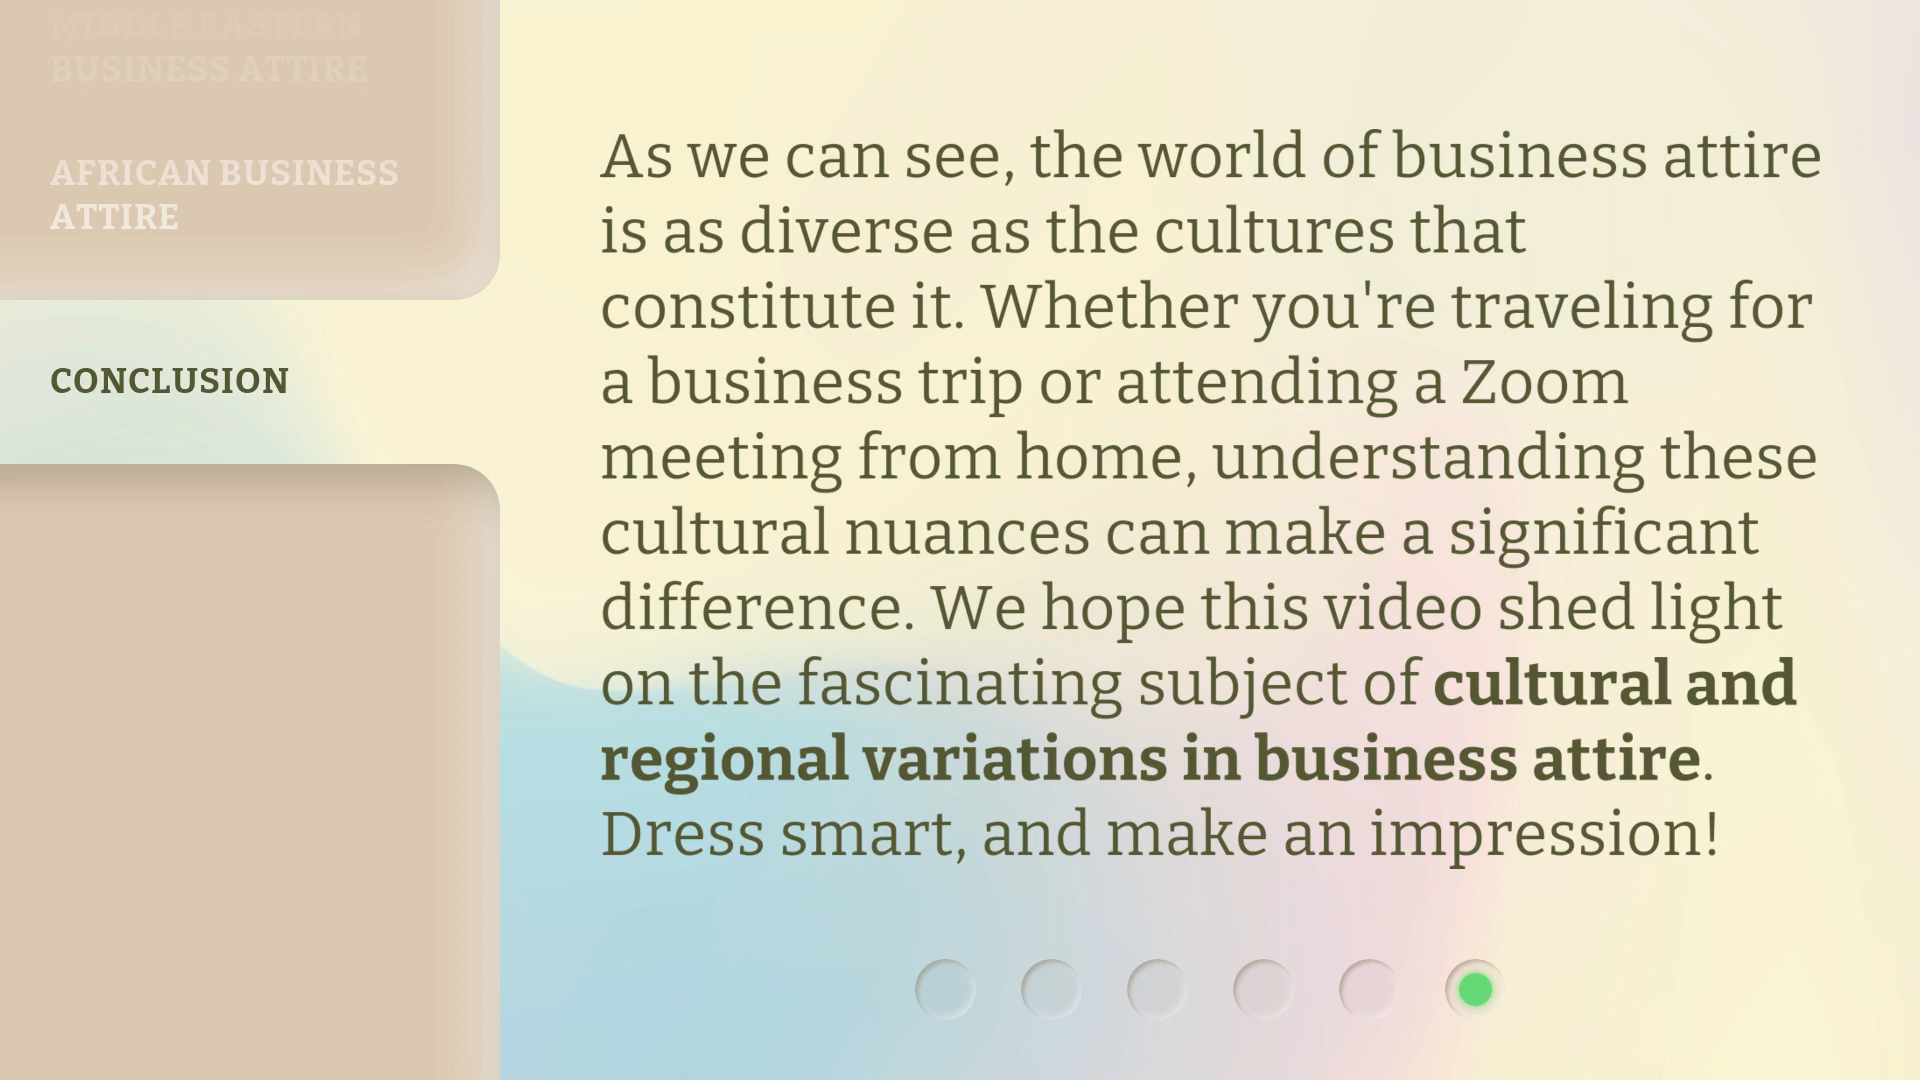 MIDDLE EASTERN
BUSINESS ATTIRE
AFRICAN BUSINESS
ATTIRE
CONCLUSION
As we can see, the world of business attire
is as diverse as the cultures that
constitute it. Whether you're traveling for
a business trip or attending a Zoom
meeting from home, understanding these
cultural nuances can make a significant
difference. We hope this video shed light
on the fascinating subject of cultural and
regional variations in business attire.
Dress smart, and make an impression!